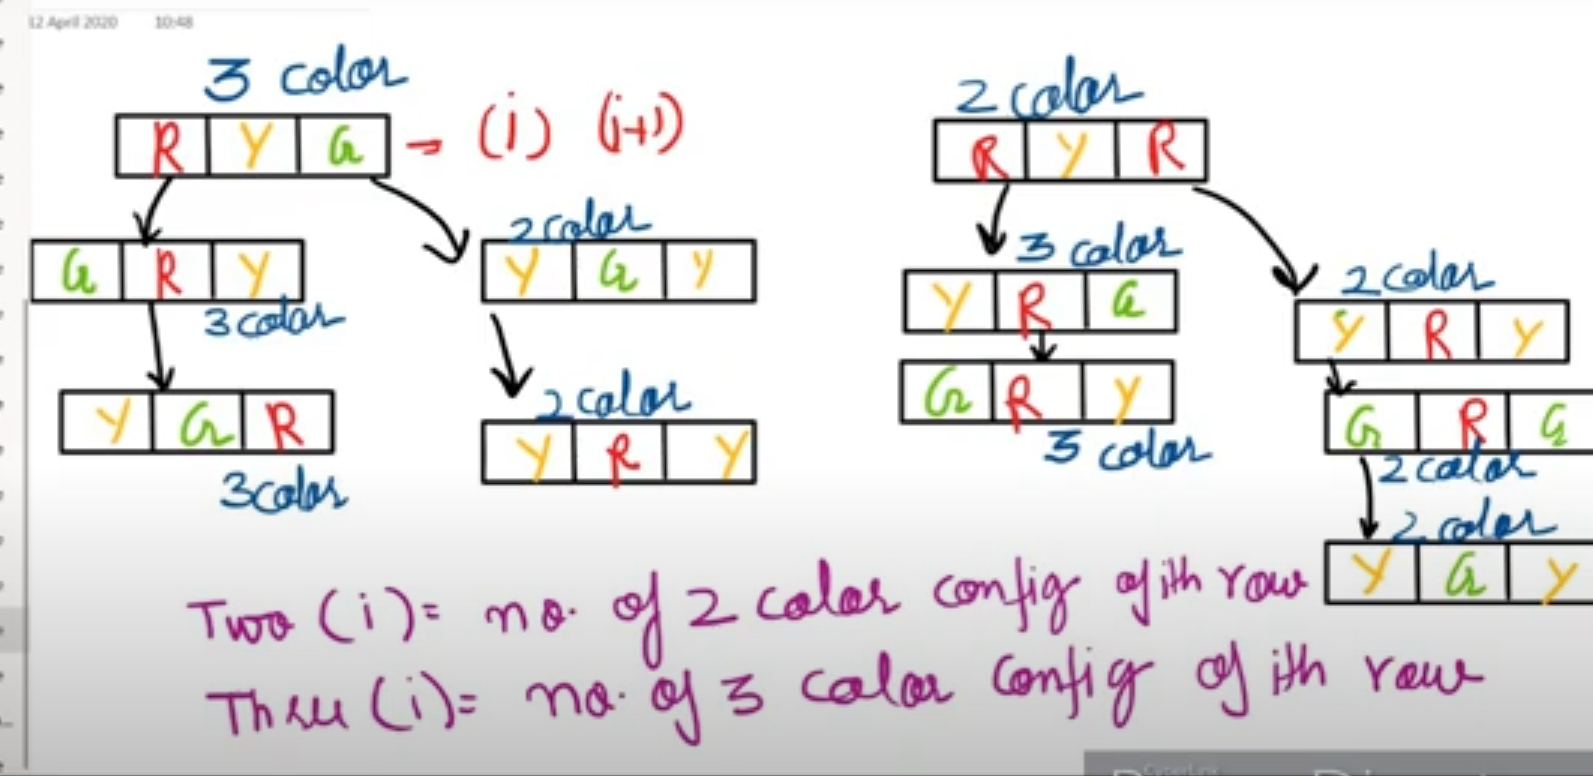 12 April 2020 10:48
3 color
R Y G → (i) (i+1)
G R Y
3 color
Y G R
3 color
2 color
Y G Y
2 color
Y R Y
2 color
R Y R
3 color
Y R G
G R Y
3 color
2 color
Y R Y
G R G
2 color
2 color
Y G Y
Two (i) = no. of 2 color config of ith row
Three (i) = no. of 3 color config of ith row